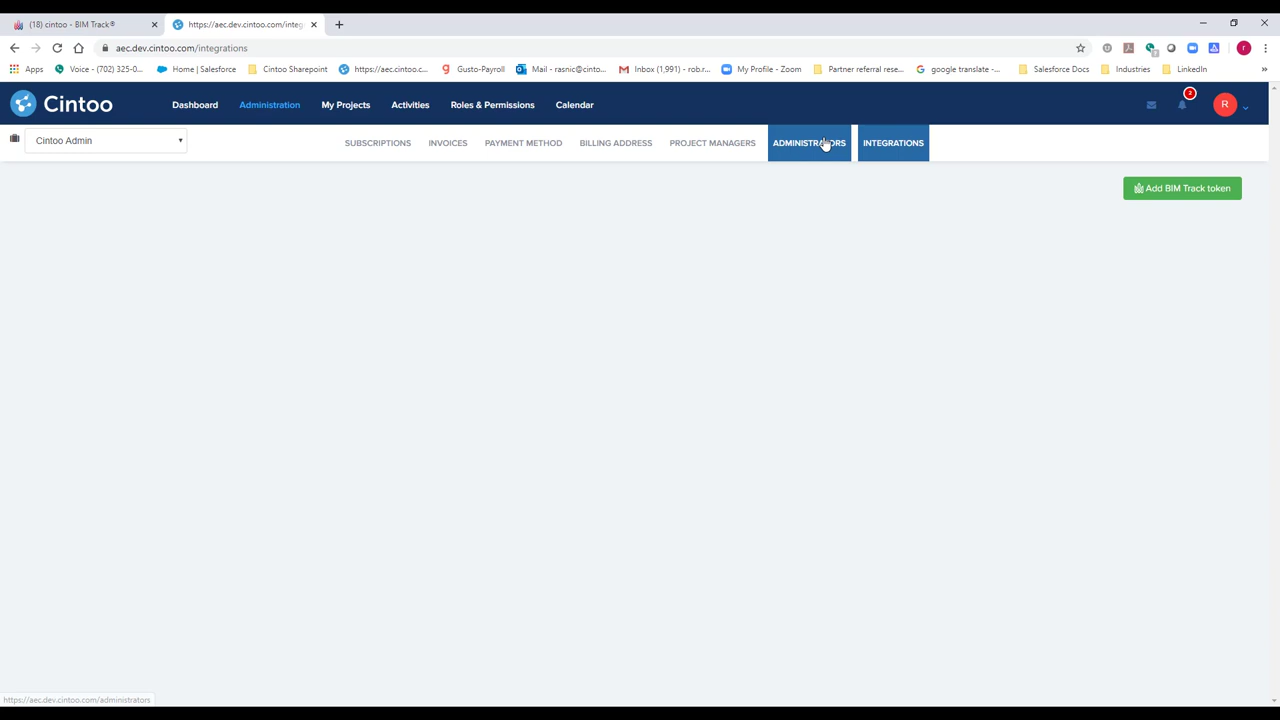 (18) cintoo - BIM Track®
https://aec.dev.cintoo.com/integ
aec.dev.cintoo.com/integrations
Apps
Voice - (702) 325-0...
Home | Salesforce
Cintoo Sharepoint
https://aec.cintoo.c...
Gusto-Payroll
Mail - rasnic@cinto...
Inbox (1,991) - rob.r...
My Profile - Zoom
Partner referral rese...
google translate -...
Salesforce Docs
Industries
LinkedIn
Cintoo
Dashboard
Administration
My Projects
Activities
Roles & Permissions
Calendar
2
R
Cintoo Admin
SUBSCRIPTIONS
INVOICES
PAYMENT METHOD
BILLING ADDRESS
PROJECT MANAGERS
ADMINISTRATORS
INTEGRATIONS
Add BIM Track token
https://aec.dev.cintoo.com/administrators